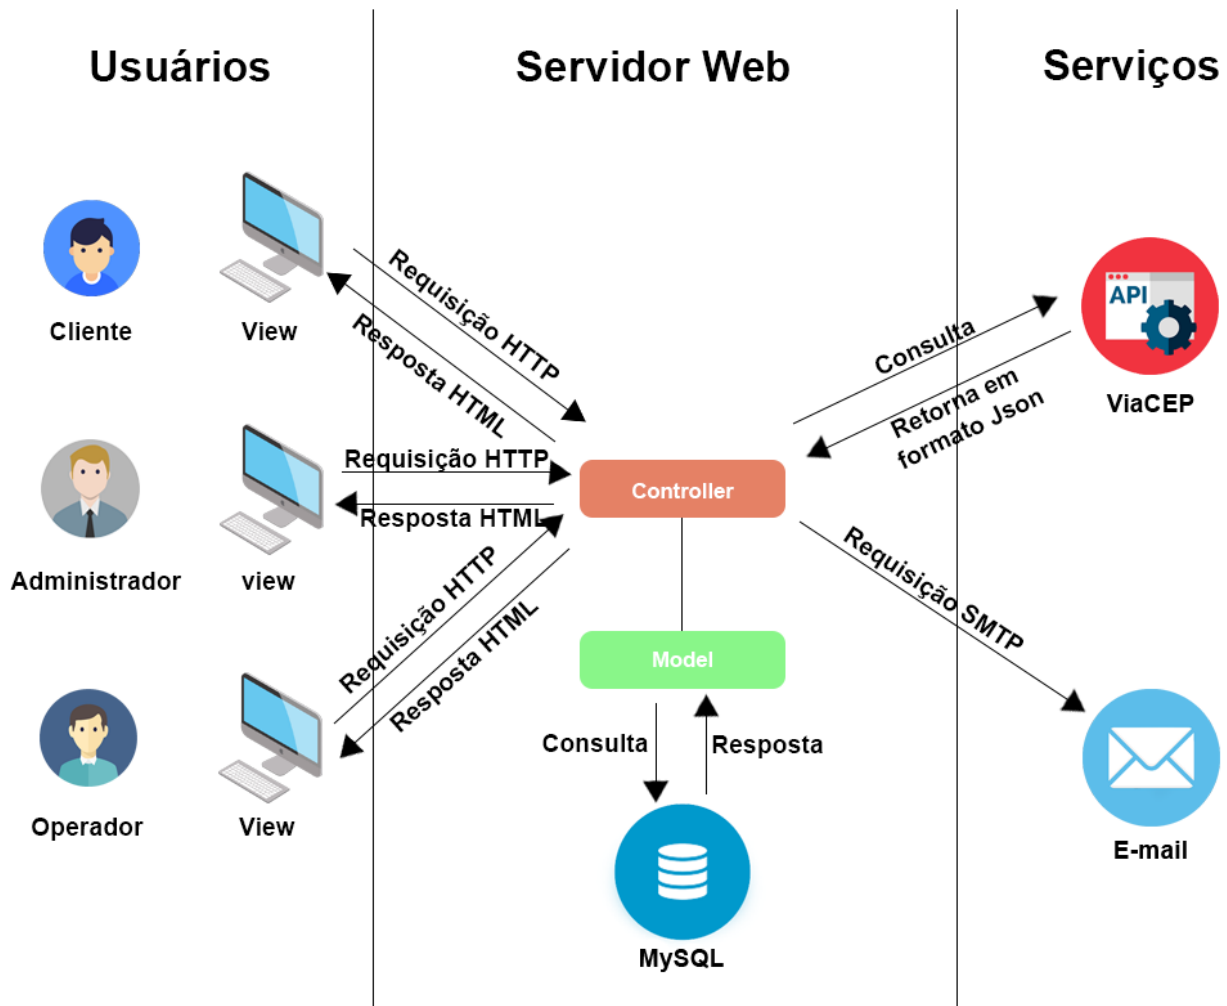 Usuários
Servidor Web
Serviços
Cliente
View
Requisição HTTP
Resposta HTML
Administrador
view
Requisição HTTP
Resposta HTML
Operador
View
Requisição HTTP
Resposta HTML
Controller
Model
Consulta
Resposta
MySQL
Consulta
Retorna em
formato Json
API
ViaCEP
Requisição SMTP
E-mail